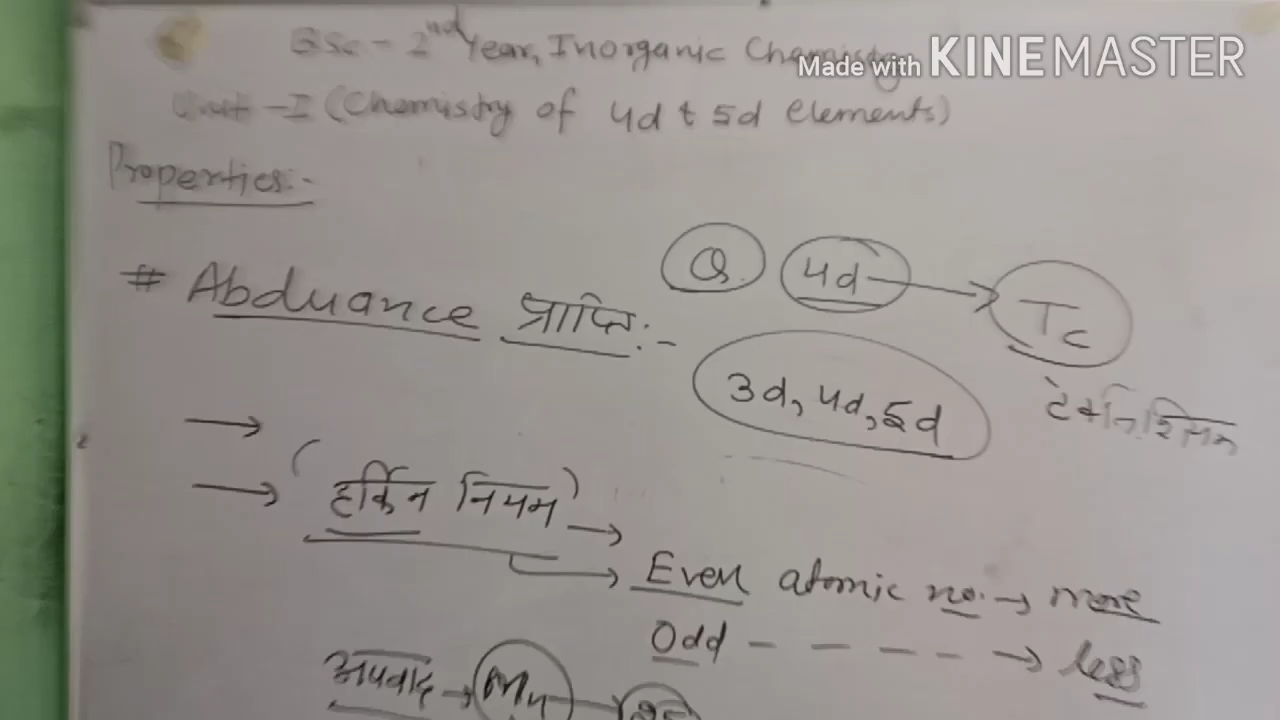 BSc - 2nd Year, Inorganic Chemistry
Made with KINEMASTER
Unit - I (Chemistry of 4d & 5d elements)
Properties:-
Q. 4d → Tc
# Abduance प्राप्ति:-
3d, 4d, 5d
→
→ (हर्किन नियम) →
→ Even atomic no. → more
Odd - - - - → less
अपवाद → Mn →